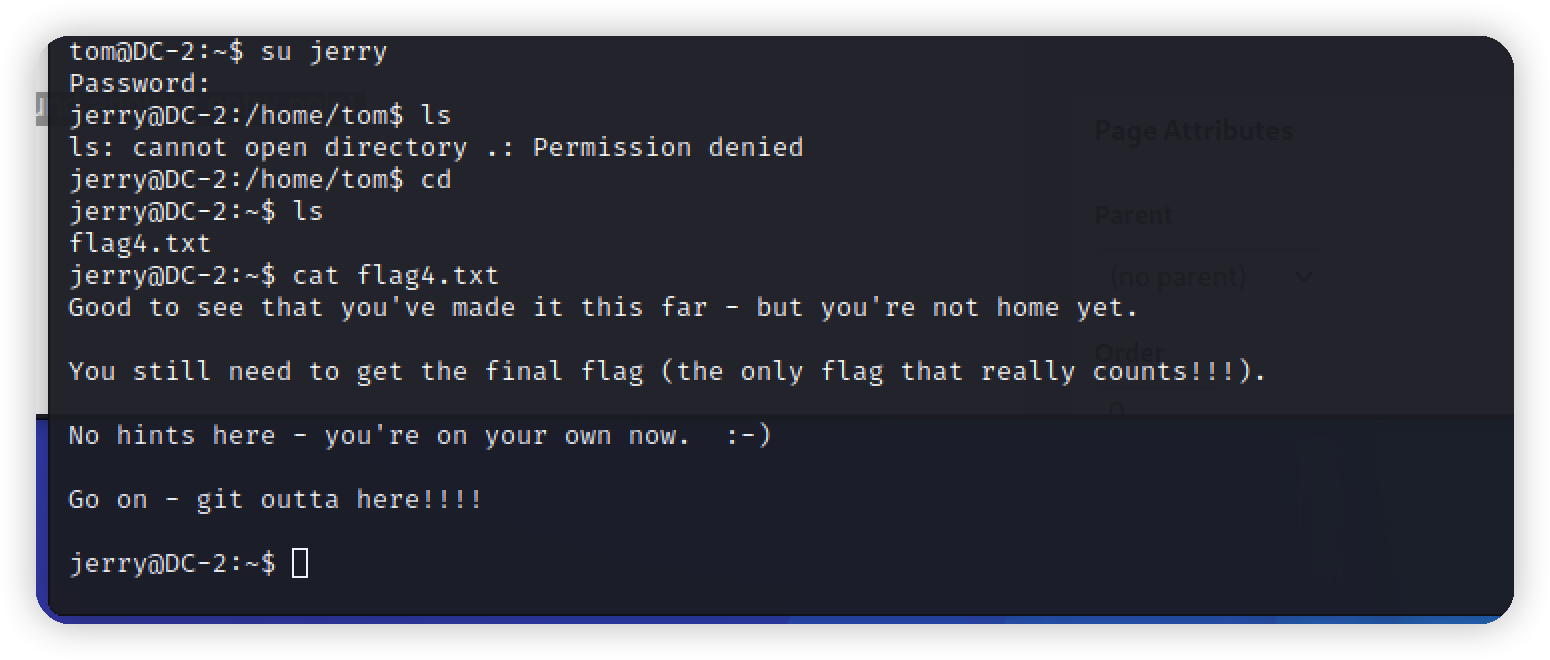 tom@DC-2:~$ su jerry
Password:
jerry@DC-2:/home/tom$ ls
ls: cannot open directory .: Permission denied
jerry@DC-2:/home/tom$ cd
jerry@DC-2:~$ ls
flag4.txt
jerry@DC-2:~$ cat flag4.txt
Good to see that you've made it this far - but you're not home yet.
You still need to get the final flag (the only flag that really counts!!!).
No hints here - you're on your own now.  :-)
Go on - git outta here!!!!
jerry@DC-2:~$
Page Attributes
Parent
(no parent)
Order
0